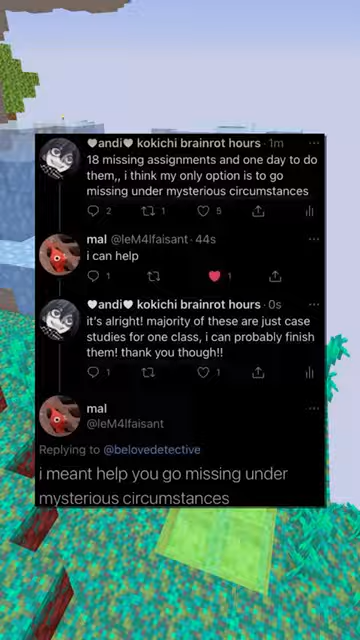 🖤andi🖤 kokichi brainrot hours · 1m
18 missing assignments and one day to do
them,, i think my only option is to go
missing under mysterious circumstances
2 1 5
mal @leM4lfaisant · 44s
i can help
1 1
🖤andi🖤 kokichi brainrot hours · 0s
it's alright! majority of these are just case
studies for one class, i can probably finish
them! thank you though!!
1 1
mal
@leM4lfaisant
Replying to @belovedetective
i meant help you go missing under
mysterious circumstances